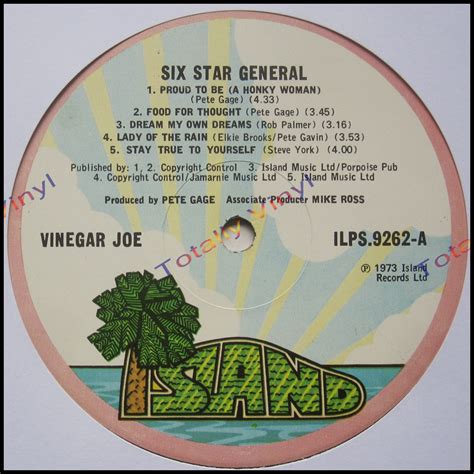 SIX STAR GENERAL
1. PROUD TO BE (A HONKY WOMAN)
(Pete Gage) (4.33)
2. FOOD FOR THOUGHT (Pete Gage) (3.45)
3. DREAM MY OWN DREAMS (Rob Palmer) (3.16)
4. LADY OF THE RAIN (Elkie Brooks/Pete Gavin) (3.53)
5. STAY TRUE TO YOURSELF (Steve York) (4.00)
Published by: 1, 2. Copyright Control 3. Island Music Ltd/Porpoise Pub
4. Copyright Control/Jamarnie Music Ltd 5. Island Music Ltd
Produced by PETE GAGE Associate Producer MIKE ROSS
VINEGAR JOE
ILPS.9262-A
℗ 1973 Island
Records Ltd
ISLAND
Totally Vinyl
Totally Vinyl
Totally Vinyl